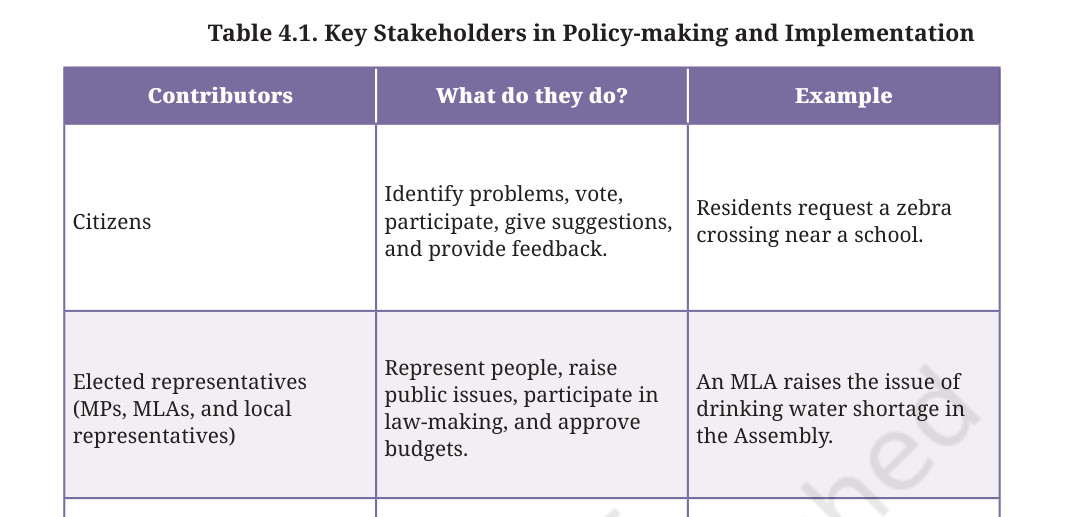 Table 4.1. Key Stakeholders in Policy-making and Implementation
Contributors
What do they do?
Example
Citizens
Identify problems, vote,
participate, give suggestions,
and provide feedback.
Residents request a zebra
crossing near a school.
Elected representatives
(MPs, MLAs, and local
representatives)
Represent people, raise
public issues, participate in
law-making, and approve
budgets.
An MLA raises the issue of
drinking water shortage in
the Assembly.